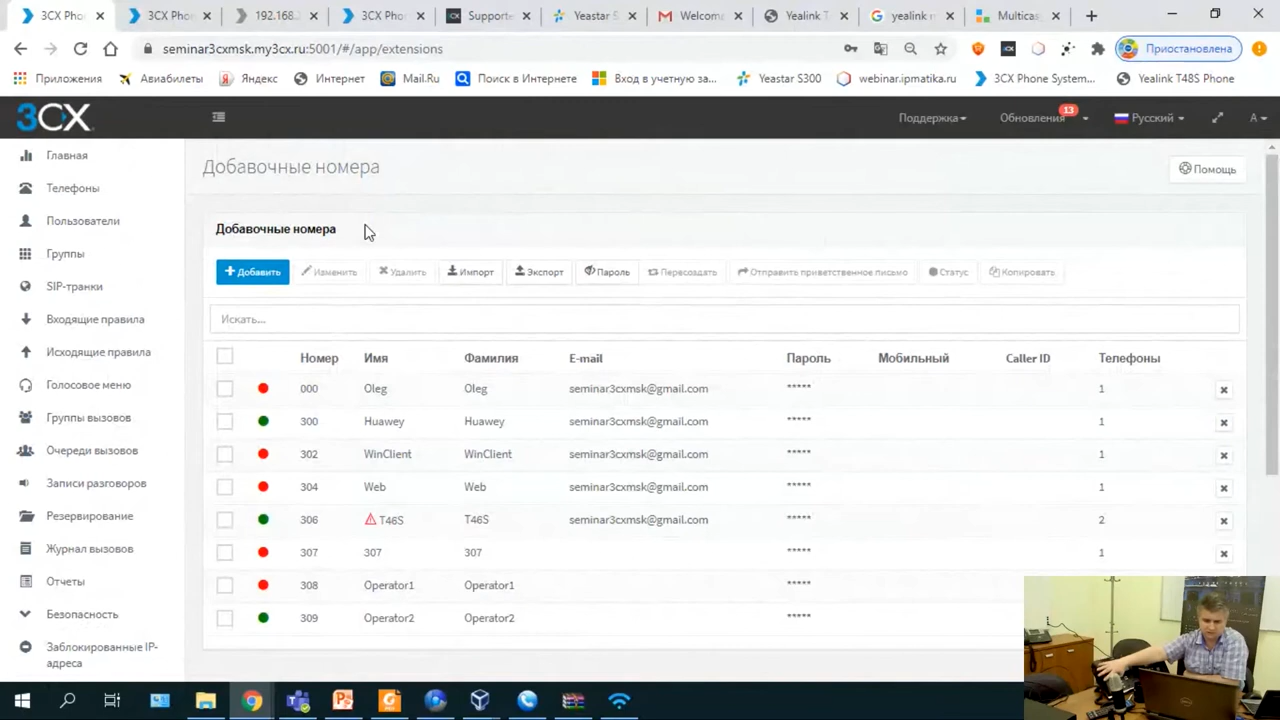 3CX Pho
3CX Pho
192.168.
3CX Pho
Supporte
Yeastar S
Welcom
Yealink T
yealink m
Multicas
seminar3cxmsk.my3cx.ru:5001/#/app/extensions
Приостановлена
Приложения
Авиабилеты
Яндекс
Интернет
Mail.Ru
Поиск в Интернете
Вход в учетную за...
Yeastar S300
webinar.ipmatika.ru
3CX Phone System...
Yealink T48S Phone
3CX
Поддержка
Обновления
13
Русский
A
Главная
Телефоны
Пользователи
Группы
SIP-транки
Входящие правила
Исходящие правила
Голосовое меню
Группы вызовов
Очереди вызовов
Записи разговоров
Резервирование
Журнал вызовов
Отчеты
Безопасность
Заблокированные IP-
адреса
Добавочные номера
Помощь
Добавочные номера
+ Добавить
Изменить
Удалить
Импорт
Экспорт
Пароль
Пересоздать
Отправить приветственное письмо
Статус
Копировать
Искать...
Номер Имя Фамилия E-mail Пароль Мобильный Caller ID Телефоны
000 Oleg Oleg seminar3cxmsk@gmail.com ***** 1
300 Huawey Huawey seminar3cxmsk@gmail.com ***** 1
302 WinClient WinClient seminar3cxmsk@gmail.com ***** 1
304 Web Web seminar3cxmsk@gmail.com ***** 1
306 T46S T46S seminar3cxmsk@gmail.com ***** 2
307 307 307 ***** 1
308 Operator1 Operator1 *****
309 Operator2 Operator2 *****